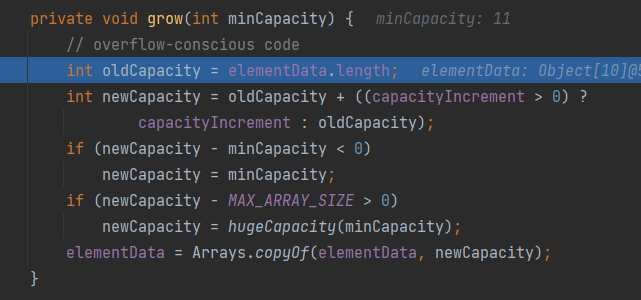 private void grow(int minCapacity) {   minCapacity: 11
    // overflow-conscious code
    int oldCapacity = elementData.length;   elementData: Object[10]@
    int newCapacity = oldCapacity + ((capacityIncrement > 0) ?
            capacityIncrement : oldCapacity);
    if (newCapacity - minCapacity < 0)
        newCapacity = minCapacity;
    if (newCapacity - MAX_ARRAY_SIZE > 0)
        newCapacity = hugeCapacity(minCapacity);
    elementData = Arrays.copyOf(elementData, newCapacity);
}